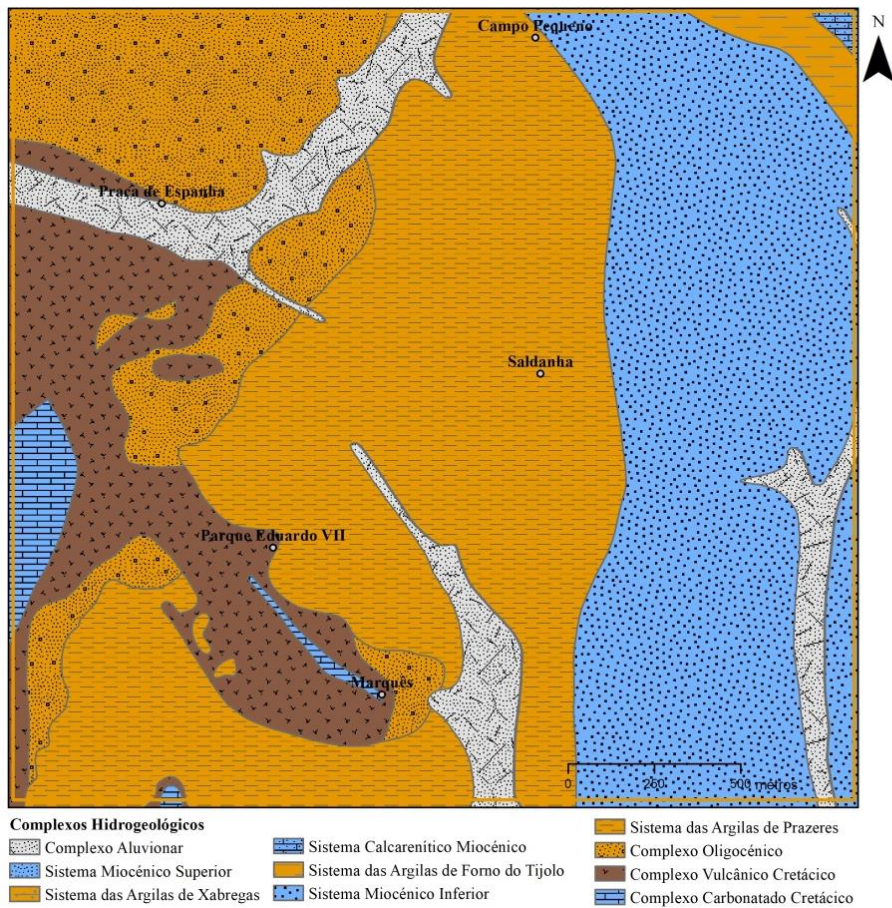 N
Campo Pequeno
Praça de Espanha
Saldanha
Parque Eduardo VII
Marquês
0 250 500 métros
Complexos Hidrogeológicos
Complexo Aluvionar
Sistema Miocénico Superior
Sistema das Argilas de Xabregas
Sistema Calcarenítico Miocénico
Sistema das Argilas de Forno do Tijolo
Sistema Miocénico Inferior
Sistema das Argilas de Prazeres
Complexo Oligocénico
Complexo Vulcânico Cretácico
Complexo Carbonatado Cretácico